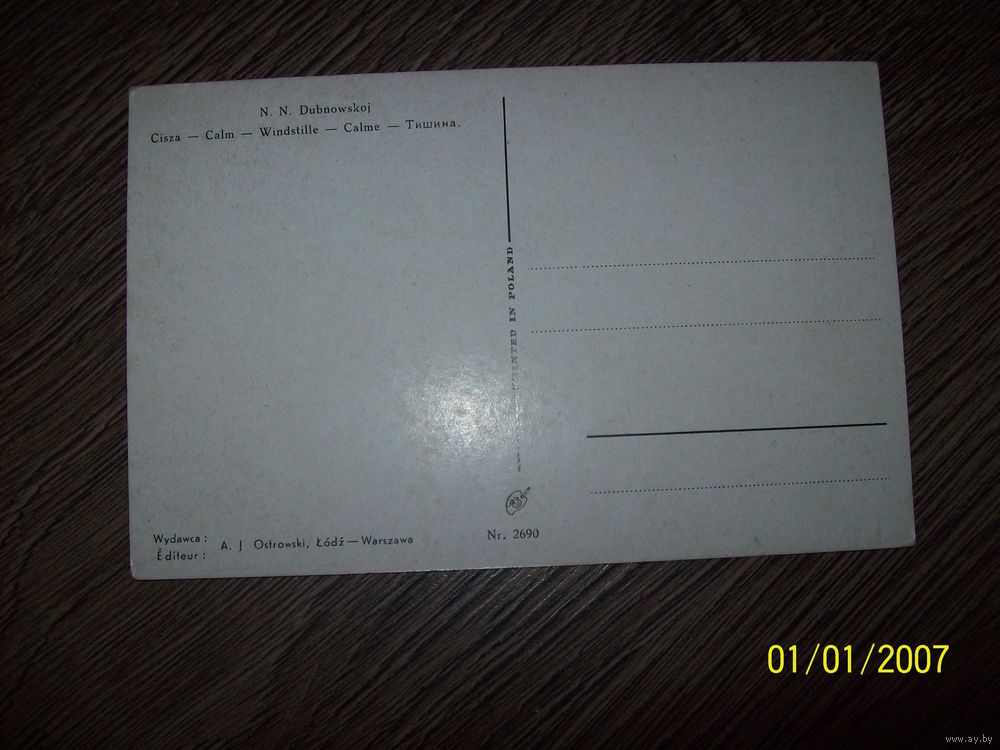 N. N. Dubnowskoj
Cisza — Calm — Windstille — Calme — Тишина.
PRINTED IN POLAND
Wydawca :
Éditeur :
A. J Ostrowski, Łódź — Warszawa
Nr. 2690
01/01/2007
www.ay.by